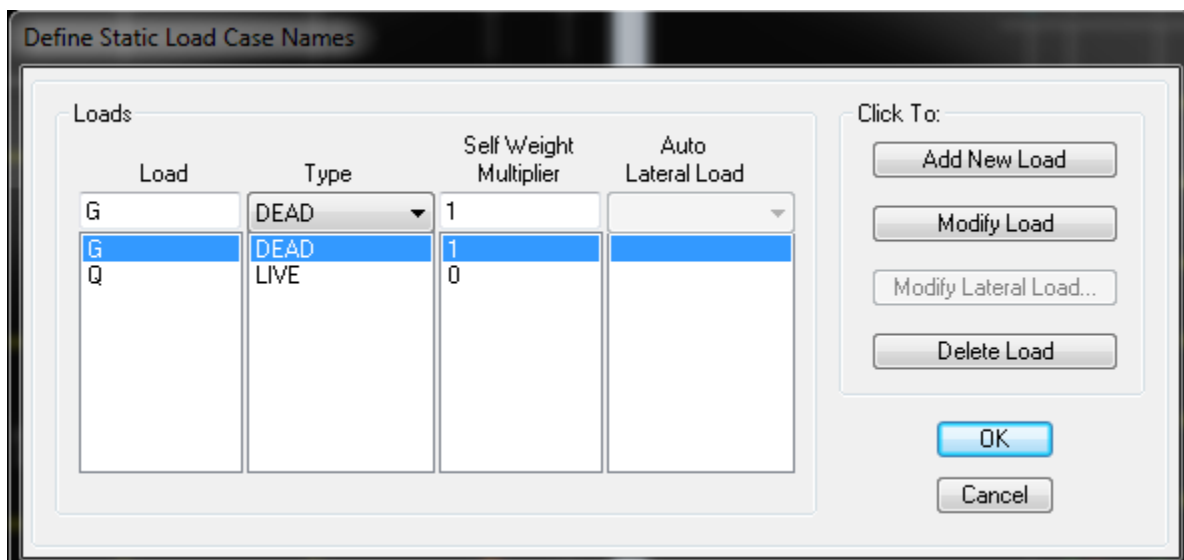 Define Static Load Case Names
Loads
Load Type Self Weight Multiplier Auto Lateral Load
G DEAD 1
G DEAD 1
Q LIVE 0
Click To:
Add New Load
Modify Load
Modify Lateral Load...
Delete Load
OK
Cancel